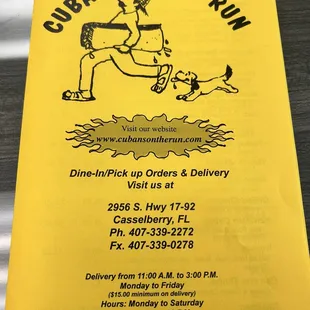 CUBA
RUN
Visit our website
www.cubansontherun.com
Dine-In/Pick up Orders & Delivery
Visit us at
2956 S. Hwy 17-92
Casselberry, FL
Ph. 407-339-2272
Fx. 407-339-0278
Delivery from 11:00 A.M. to 3:00 P.M.
Monday to Friday
($15.00 minimum on delivery)
Hours: Monday to Saturday